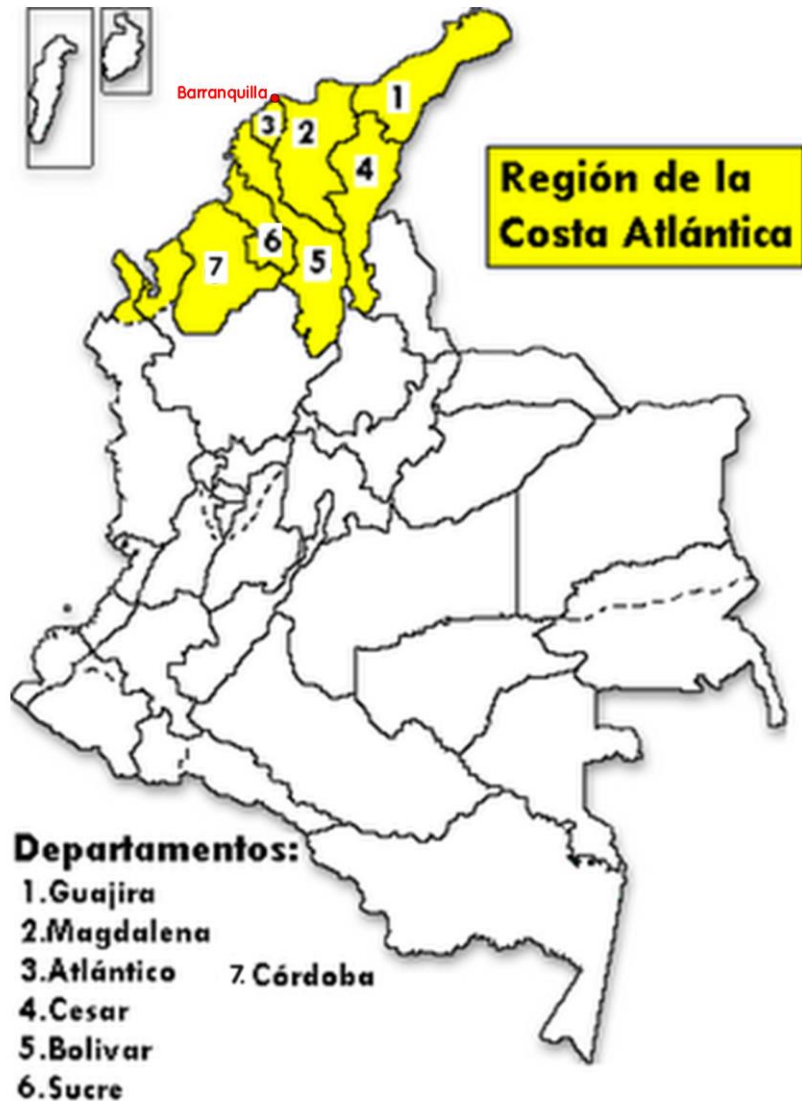 Barranquilla
1
3
2
4
Región de la
Costa Atlántica
6
5
7
Departamentos:
1.Guajira
2.Magdalena
3.Atlántico
7. Córdoba
4.Cesar
5.Bolivar
6.Sucre